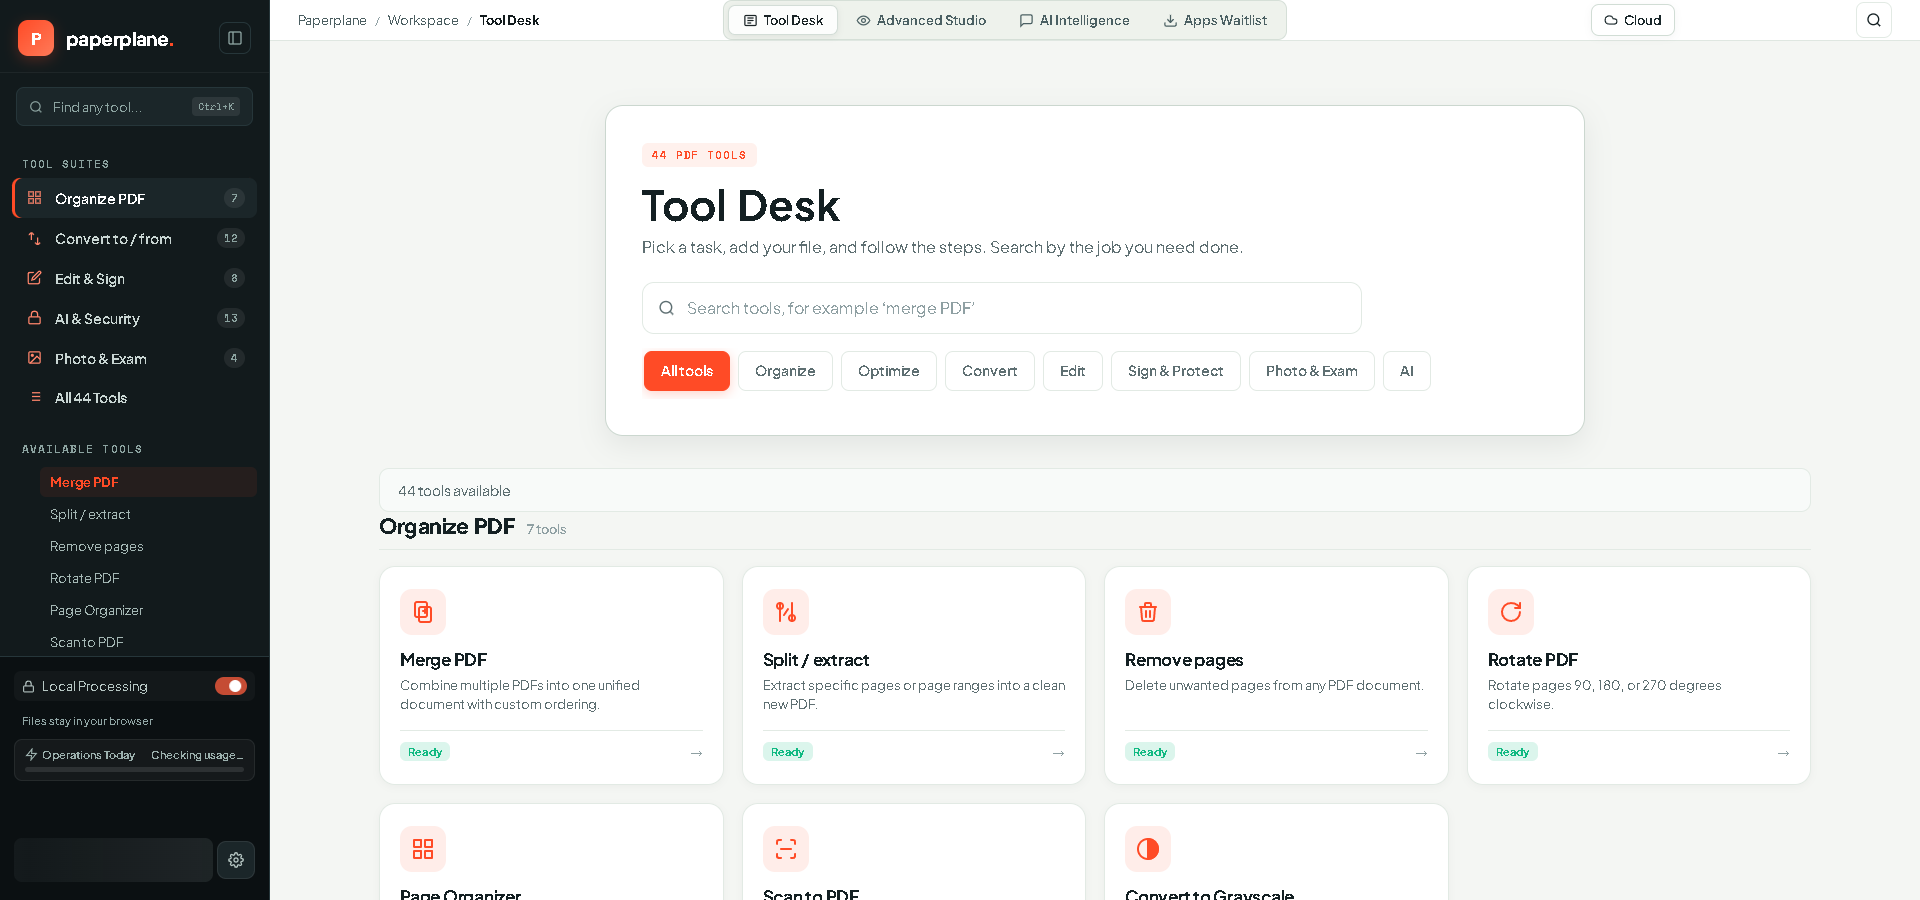 P paperplane.
Find any tool... Ctrl+K
TOOL SUITES
Organize PDF 7
Convert to / from 12
Edit & Sign 8
AI & Security 13
Photo & Exam 4
All 44 Tools
AVAILABLE TOOLS
Merge PDF
Split / extract
Remove pages
Rotate PDF
Page Organizer
Scan to PDF
Local Processing
Files stay in your browser
Operations Today Checking usage...
Paperplane / Workspace / Tool Desk
Tool Desk Advanced Studio AI Intelligence Apps Waitlist
Cloud
44 PDF TOOLS
Tool Desk
Pick a task, add your file, and follow the steps. Search by the job you need done.
Search tools, for example ‘merge PDF’
All tools Organize Optimize Convert Edit Sign & Protect Photo & Exam AI
44 tools available
Organize PDF 7 tools
Merge PDF
Combine multiple PDFs into one unified
document with custom ordering.
Ready →
Split / extract
Extract specific pages or page ranges into a clean
new PDF.
Ready →
Remove pages
Delete unwanted pages from any PDF document.
Ready →
Rotate PDF
Rotate pages 90, 180, or 270 degrees
clockwise.
Ready →
Page Organizer
Scan to PDF
Convert to Grayscale